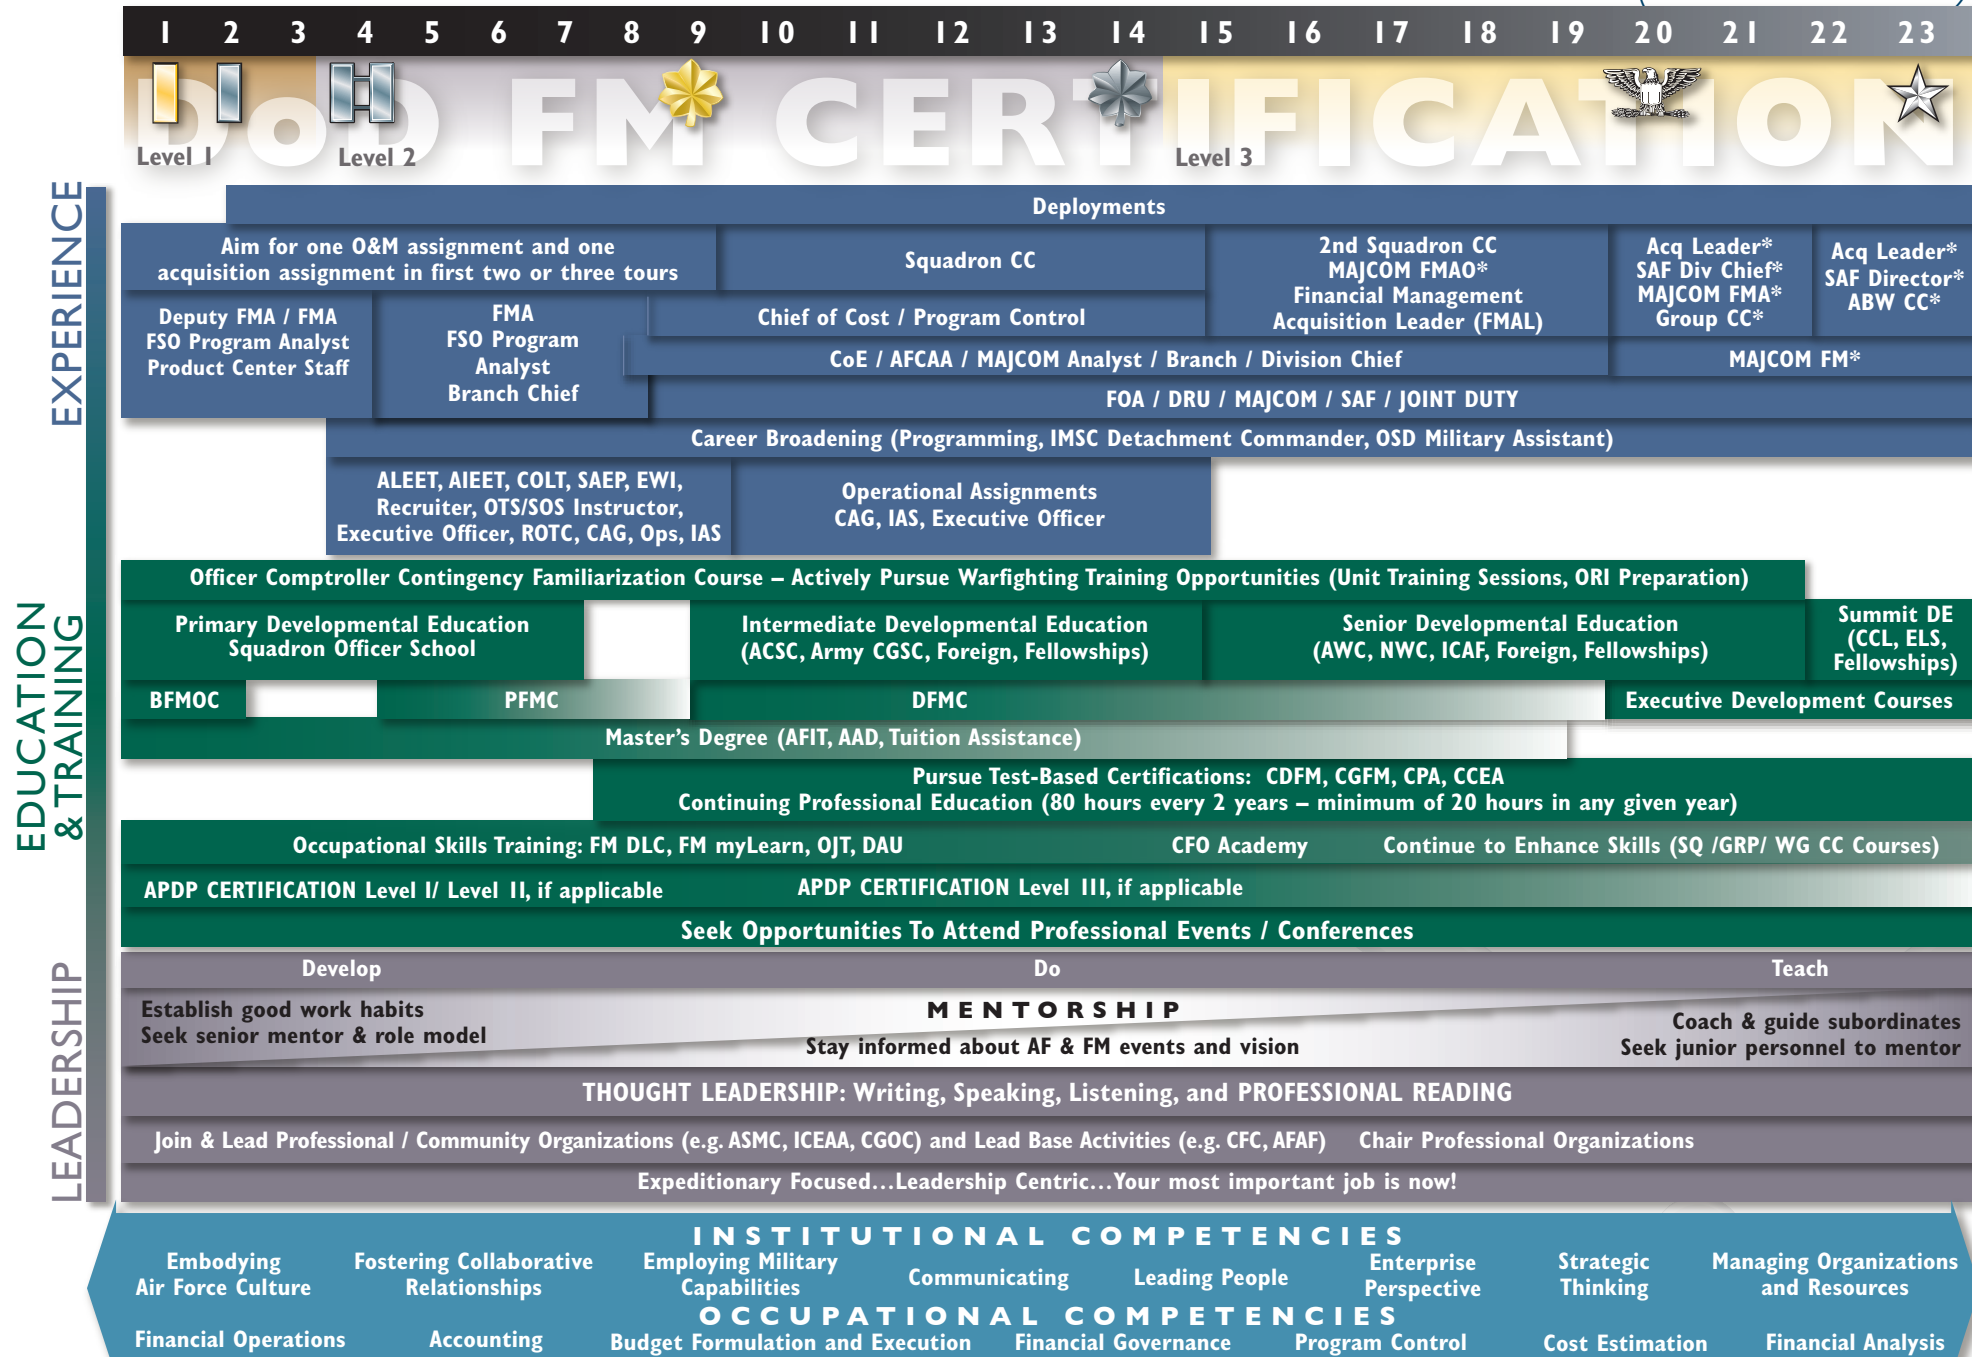 1 2 3 4 5 6 7 8 9 10 11 12 13 14 15 16 17 18 19 20 21 22 23
DoD FM CERTIFICATION
Level 1
Level 2
Level 3
EXPERIENCE
Deployments
Aim for one O&M assignment and one
acquisition assignment in first two or three tours
Squadron CC
2nd Squadron CC
MAJCOM FMAO*
Financial Management
Acquisition Leader (FMAL)
Acq Leader*
SAF Div Chief*
MAJCOM FMA*
Group CC*
Acq Leader*
SAF Director*
ABW CC*
Deputy FMA / FMA
FSO Program Analyst
Product Center Staff
FMA
FSO Program
Analyst
Branch Chief
Chief of Cost / Program Control
CoE / AFCAA / MAJCOM Analyst / Branch / Division Chief
MAJCOM FM*
FOA / DRU / MAJCOM / SAF / JOINT DUTY
Career Broadening (Programming, IMSC Detachment Commander, OSD Military Assistant)
ALEET, AIEET, COLT, SAEP, EWI,
Recruiter, OTS/SOS Instructor,
Executive Officer, ROTC, CAG, Ops, IAS
Operational Assignments
CAG, IAS, Executive Officer
EDUCATION
& TRAINING
Officer Comptroller Contingency Familiarization Course – Actively Pursue Warfighting Training Opportunities (Unit Training Sessions, ORI Preparation)
Primary Developmental Education
Squadron Officer School
Intermediate Developmental Education
(ACSC, Army CGSC, Foreign, Fellowships)
Senior Developmental Education
(AWC, NWC, ICAF, Foreign, Fellowships)
Summit DE
(CCL, ELS,
Fellowships)
BFMOC
PFMC
DFMC
Executive Development Courses
Master's Degree (AFIT, AAD, Tuition Assistance)
Pursue Test-Based Certifications: CDFM, CGFM, CPA, CCEA
Continuing Professional Education (80 hours every 2 years – minimum of 20 hours in any given year)
Occupational Skills Training: FM DLC, FM myLearn, OJT, DAU
CFO Academy
Continue to Enhance Skills (SQ /GRP/ WG CC Courses)
APDP CERTIFICATION Level I/ Level II, if applicable
APDP CERTIFICATION Level III, if applicable
Seek Opportunities To Attend Professional Events / Conferences
LEADERSHIP
Develop
Do
Teach
Establish good work habits
Seek senior mentor & role model
MENTORSHIP
Stay informed about AF & FM events and vision
Coach & guide subordinates
Seek junior personnel to mentor
THOUGHT LEADERSHIP: Writing, Speaking, Listening, and PROFESSIONAL READING
Join & Lead Professional / Community Organizations (e.g. ASMC, ICEAA, CGOC) and Lead Base Activities (e.g. CFC, AFAF)
Chair Professional Organizations
Expeditionary Focused…Leadership Centric…Your most important job is now!
INSTITUTIONAL COMPETENCIES
Embodying
Air Force Culture
Fostering Collaborative
Relationships
Employing Military
Capabilities
Communicating
Leading People
Enterprise
Perspective
Strategic
Thinking
Managing Organizations
and Resources
OCCUPATIONAL COMPETENCIES
Financial Operations
Accounting
Budget Formulation and Execution
Financial Governance
Program Control
Cost Estimation
Financial Analysis